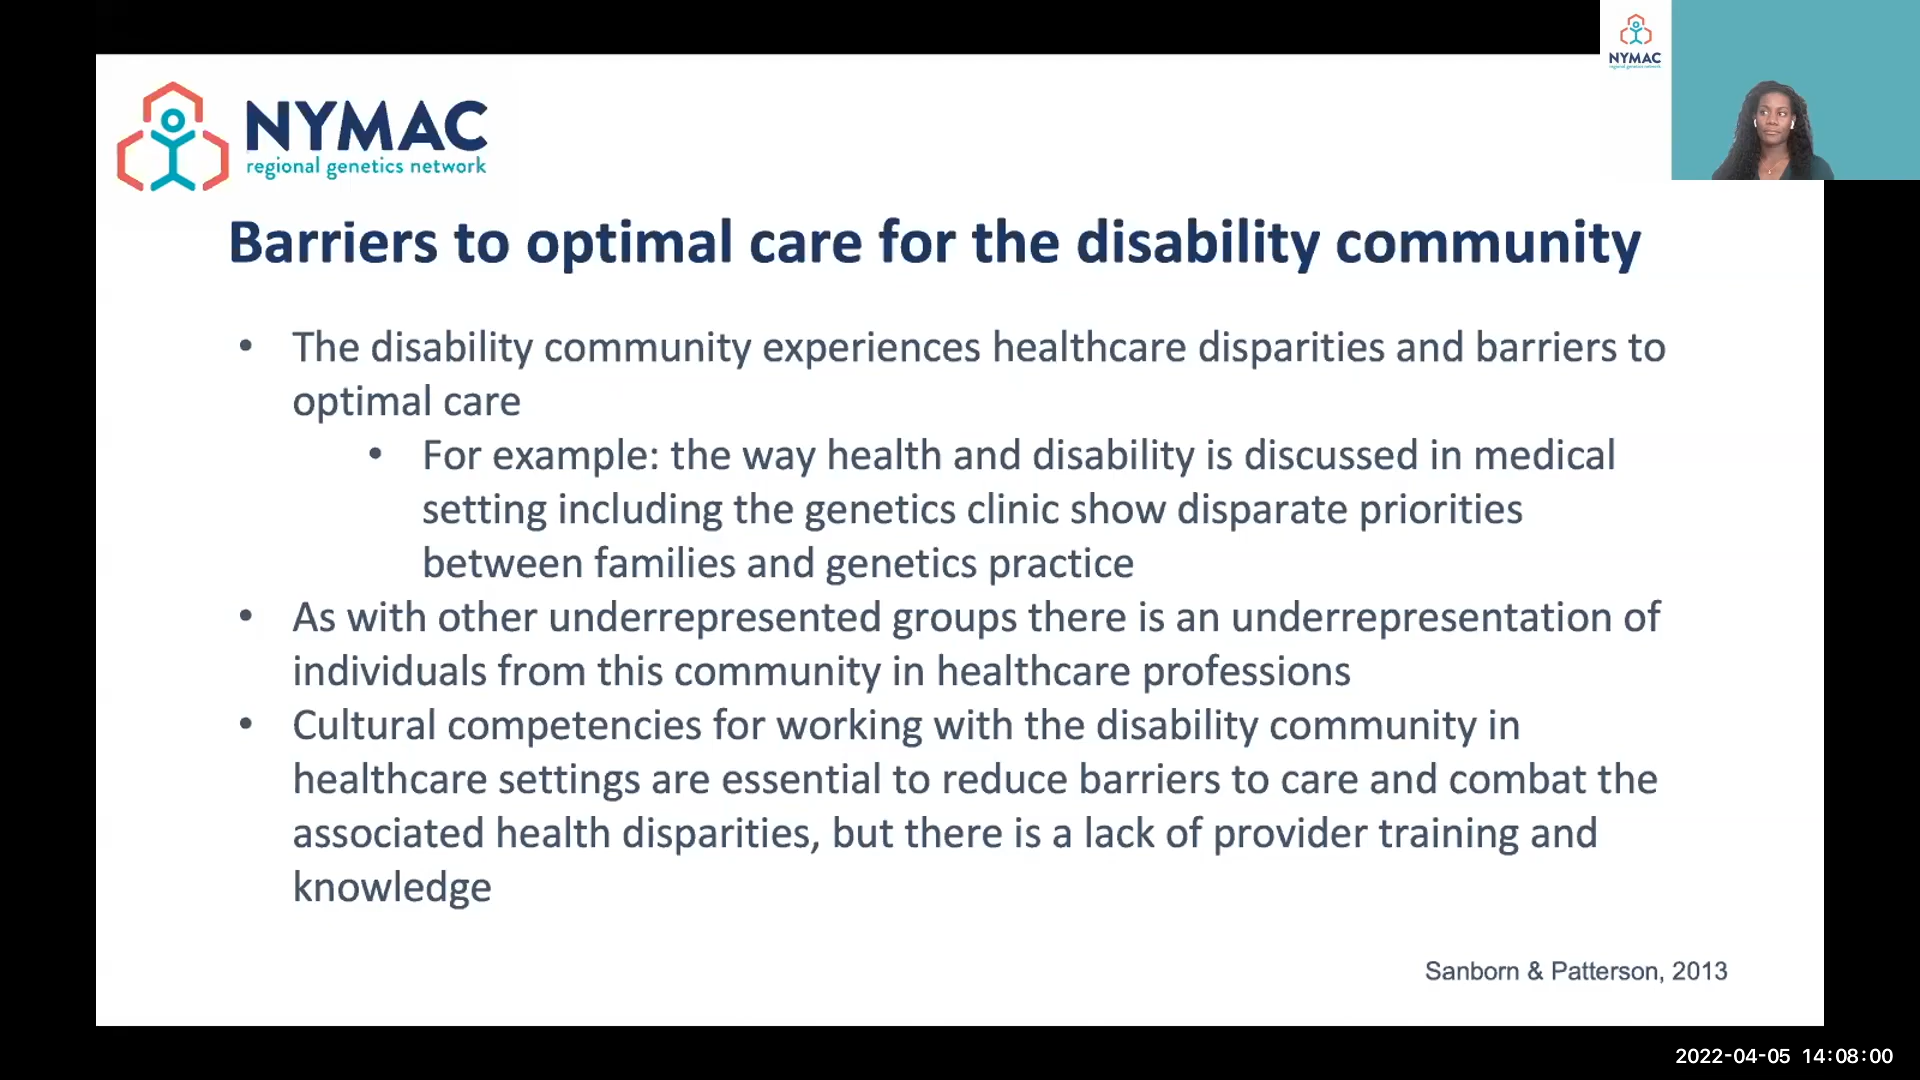 NYMAC
regional genetics network
NYMAC
regional genetics network
Barriers to optimal care for the disability community
• The disability community experiences healthcare disparities and barriers to
optimal care
• For example: the way health and disability is discussed in medical
setting including the genetics clinic show disparate priorities
between families and genetics practice
• As with other underrepresented groups there is an underrepresentation of
individuals from this community in healthcare professions
• Cultural competencies for working with the disability community in
healthcare settings are essential to reduce barriers to care and combat the
associated health disparities, but there is a lack of provider training and
knowledge
Sanborn & Patterson, 2013
2022-04-05 14:08:00